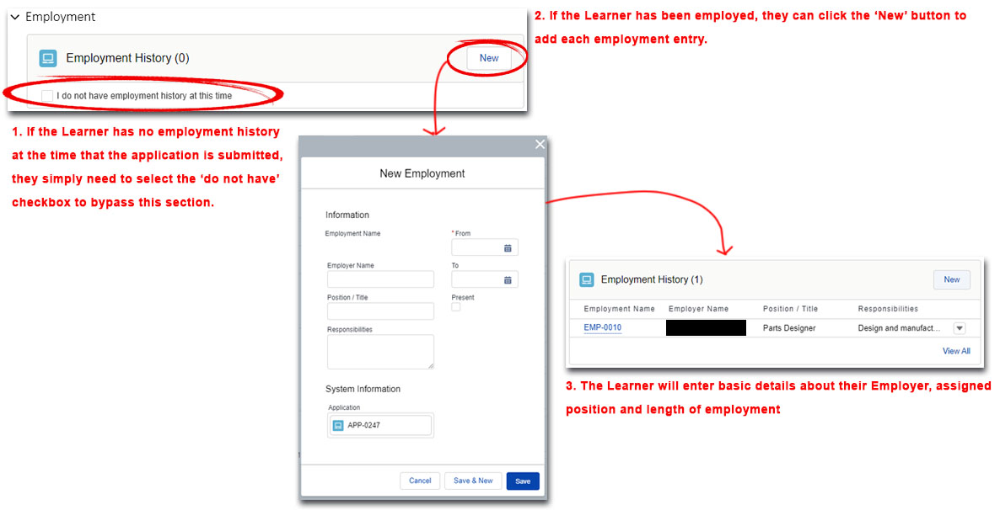 Employment
Employment History (0)
New
I do not have employment history at this time
2. If the Learner has been employed, they can click the ‘New’ button to
add each employment entry.
1. If the Learner has no employment history
at the time that the application is submitted,
they simply need to select the ‘do not have’
checkbox to bypass this section.
New Employment
Information
Employment Name
* From
Employer Name
To
Position / Title
Present
Responsibilities
System Information
Application
APP-0247
Cancel
Save & New
Save
Employment History (1)
New
Employment Name Employer Name Position / Title Responsibilities
EMP-0010 Parts Designer Design and manufact...
View All
3. The Learner will enter basic details about their Employer, assigned
position and length of employment